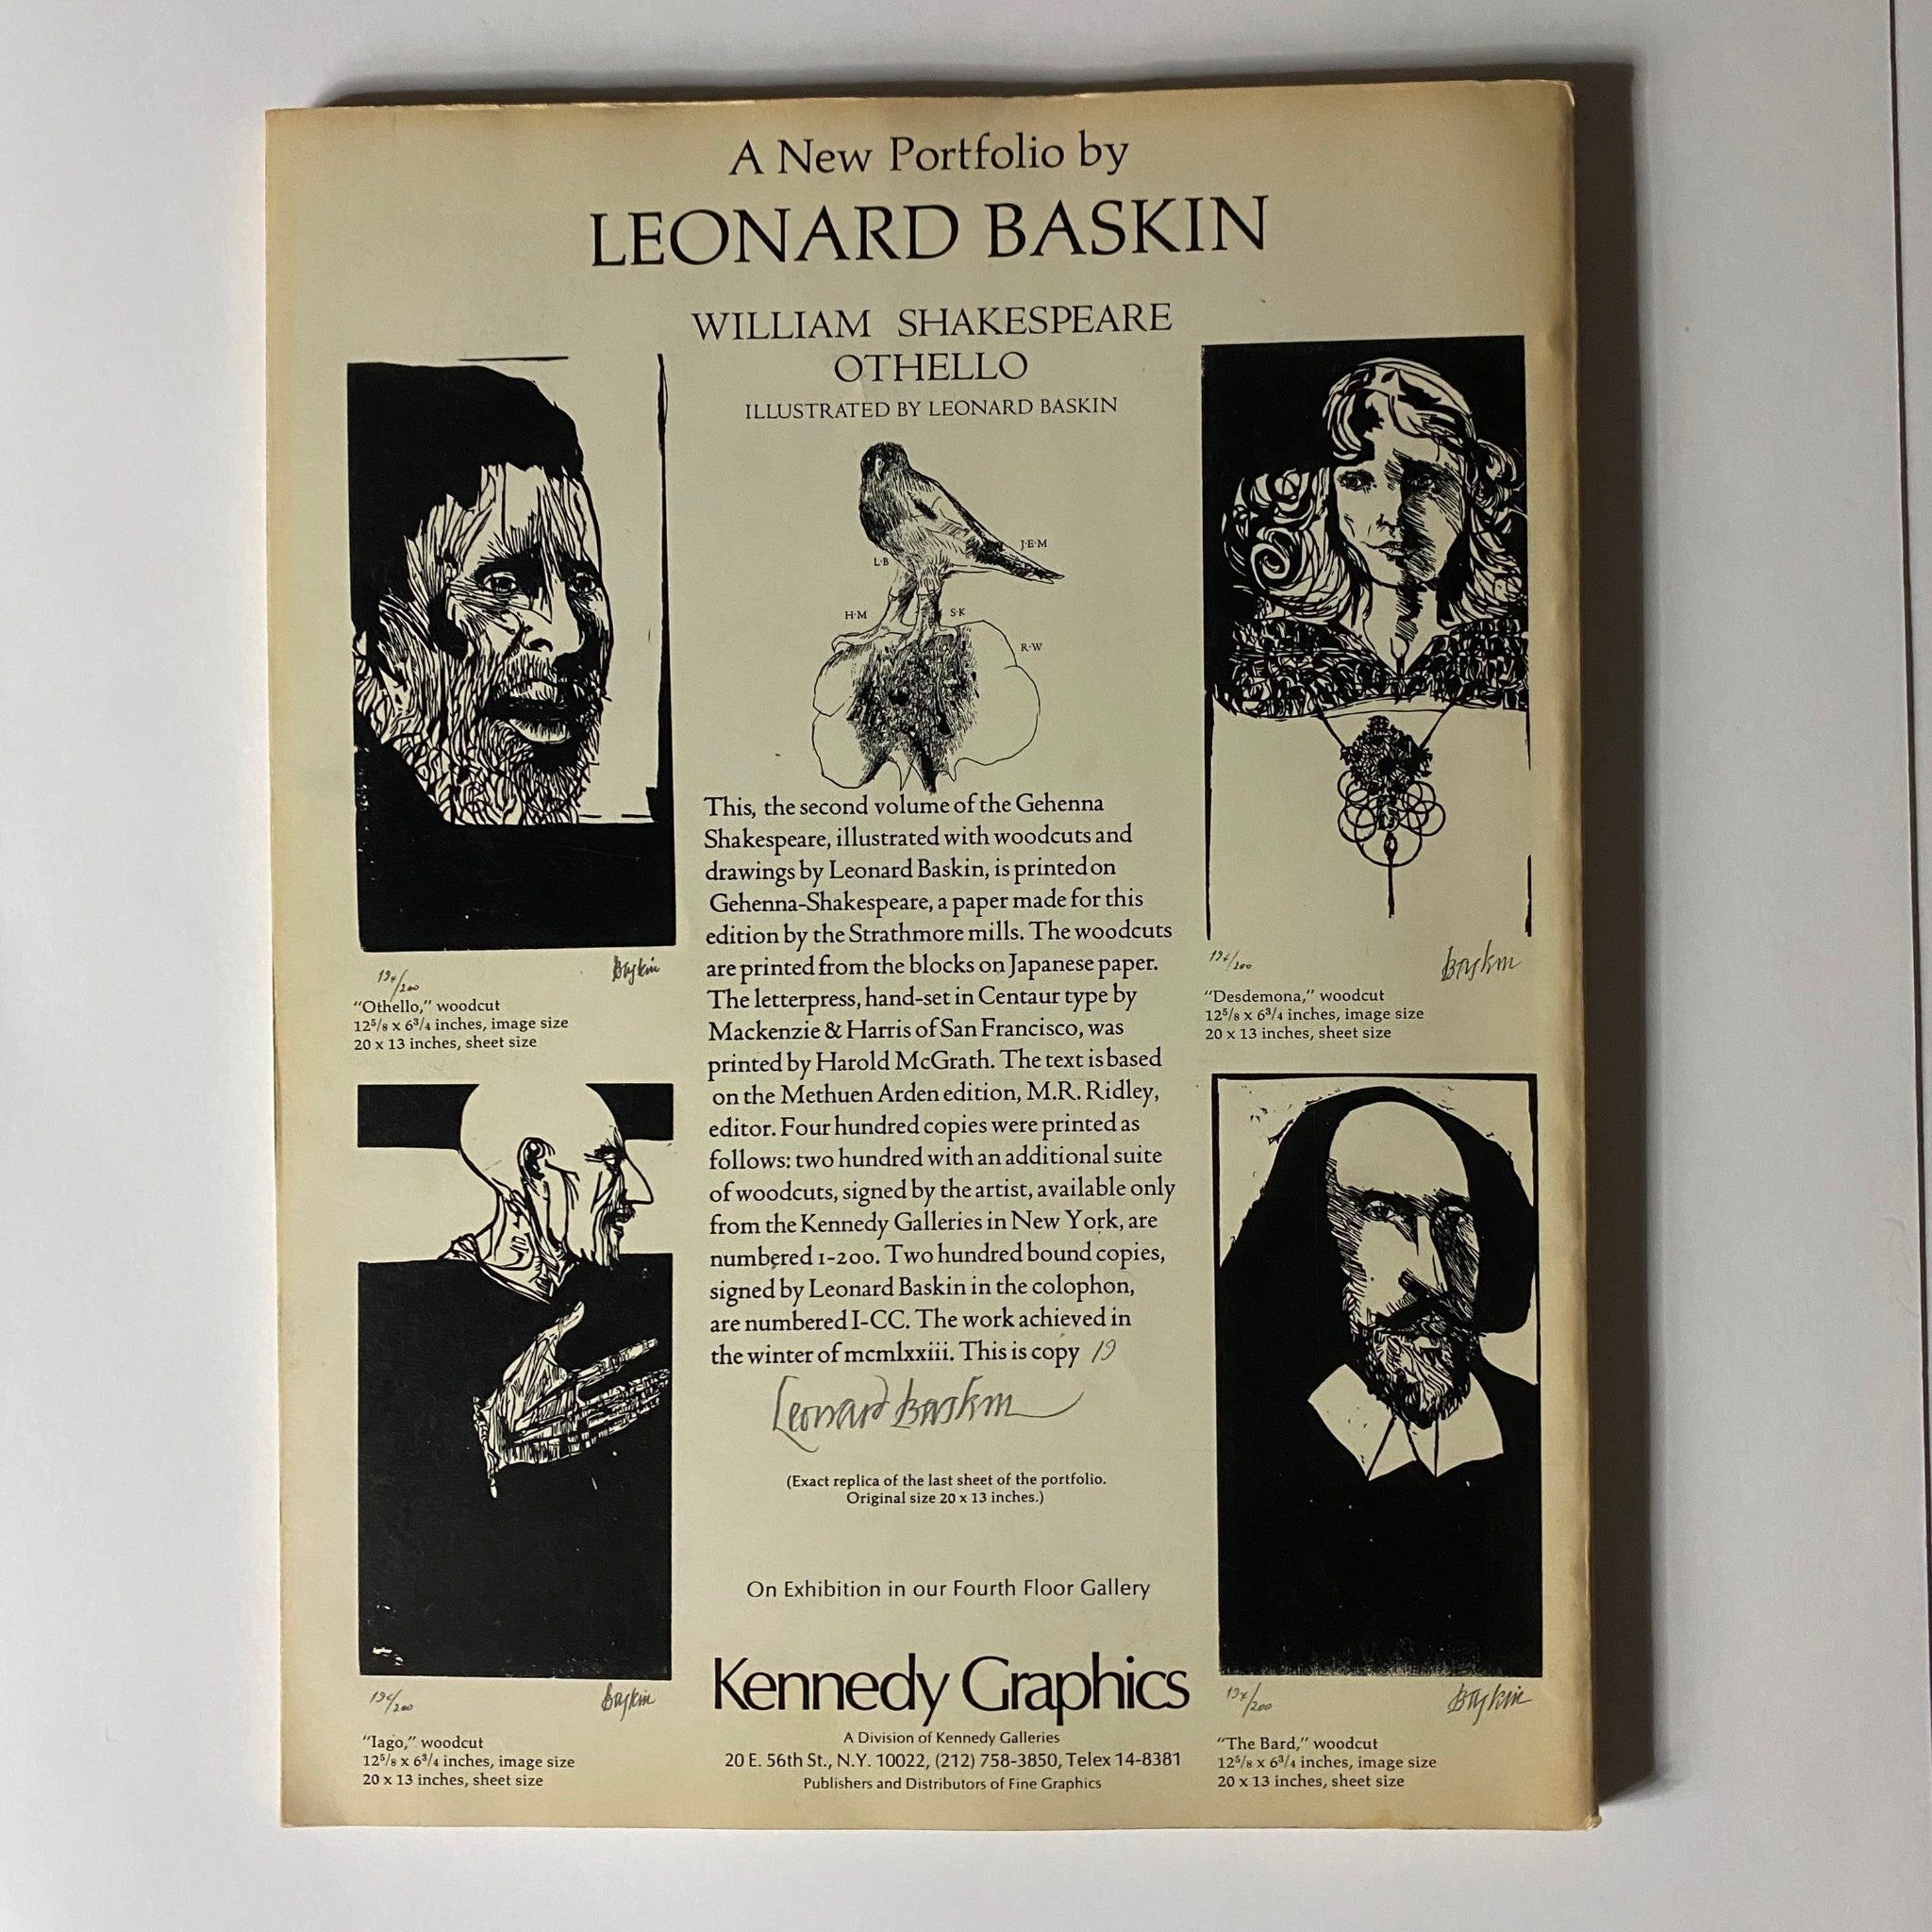 A New Portfolio by
LEONARD BASKIN
WILLIAM SHAKESPEARE
OTHELLO
ILLUSTRATED BY LEONARD BASKIN
J·E·M
L·B
H·M
S·K
R·W
This, the second volume of the Gehenna
Shakespeare, illustrated with woodcuts and
drawings by Leonard Baskin, is printed on
Gehenna-Shakespeare, a paper made for this
edition by the Strathmore mills. The woodcuts
are printed from the blocks on Japanese paper.
The letterpress, hand-set in Centaur type by
Mackenzie & Harris of San Francisco, was
printed by Harold McGrath. The text is based
on the Methuen Arden edition, M.R. Ridley,
editor. Four hundred copies were printed as
follows: two hundred with an additional suite
of woodcuts, signed by the artist, available only
from the Kennedy Galleries in New York, are
numbered 1-200. Two hundred bound copies,
signed by Leonard Baskin in the colophon,
are numbered I-CC. The work achieved in
the winter of mcmlxxiii. This is copy 19
Leonard Baskin
(Exact replica of the last sheet of the portfolio.
Original size 20 x 13 inches.)
On Exhibition in our Fourth Floor Gallery
Kennedy Graphics
A Division of Kennedy Galleries
20 E. 56th St., N.Y. 10022, (212) 758-3850, Telex 14-8381
Publishers and Distributors of Fine Graphics
Baskin
"Othello," woodcut
12⁵/₈ x 6³/₄ inches, image size
20 x 13 inches, sheet size
Baskin
"Desdemona," woodcut
12⁵/₈ x 6³/₄ inches, image size
20 x 13 inches, sheet size
Baskin
"Iago," woodcut
12⁵/₈ x 6³/₄ inches, image size
20 x 13 inches, sheet size
Baskin
"The Bard," woodcut
12⁵/₈ x 6³/₄ inches, image size
20 x 13 inches, sheet size